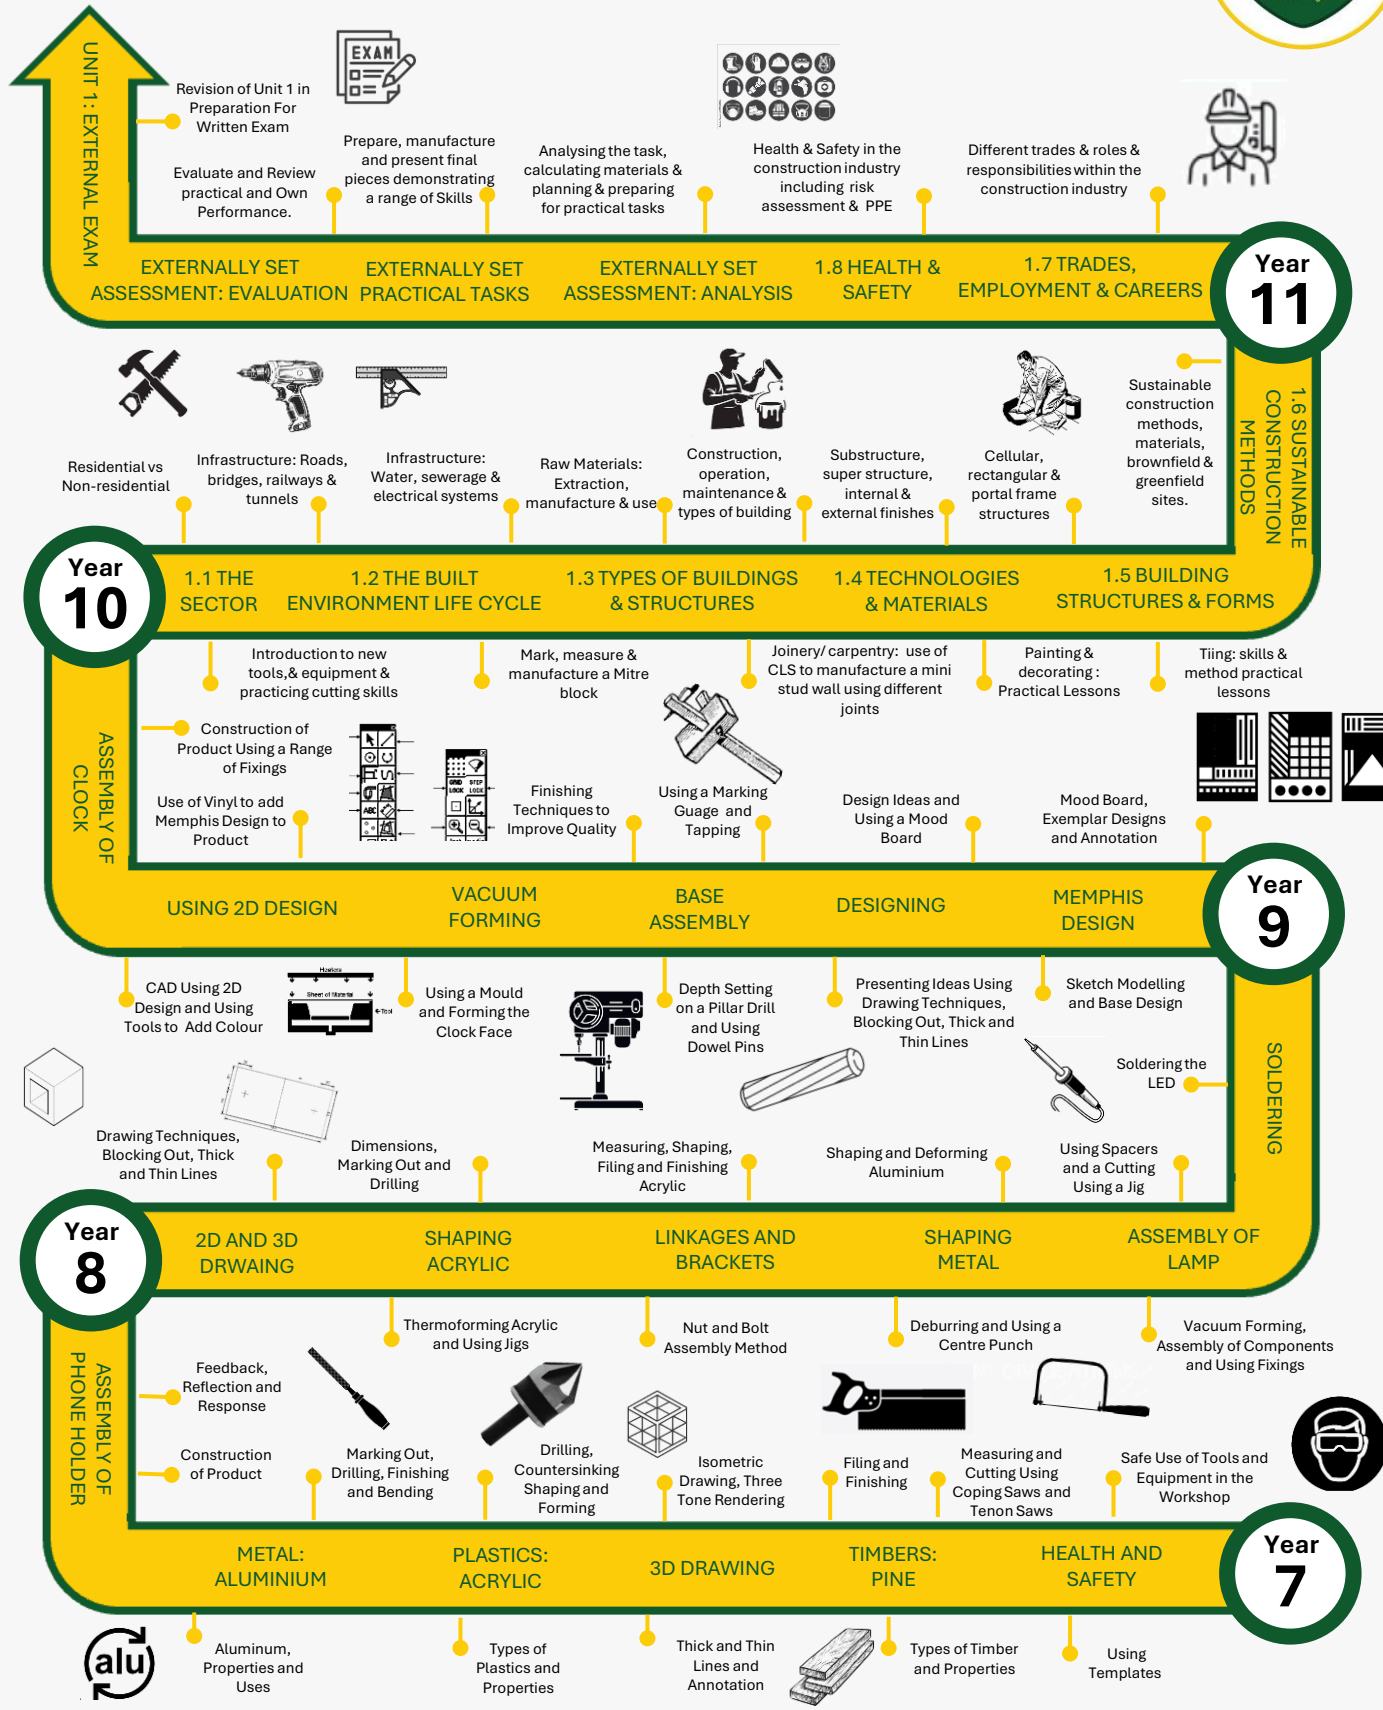 UNIT 1: EXTERNAL EXAM
Revision of Unit 1 in
Preparation For
Written Exam
Evaluate and Review
practical and Own
Performance.
EXAM
Prepare, manufacture
and present final
pieces demonstrating
a range of Skills
Analysing the task,
calculating materials &
planning & preparing
for practical tasks
Health & Safety in the
construction industry
including risk
assessment & PPE
Different trades & roles &
responsibilities within the
construction industry
EXTERNALLY SET
ASSESSMENT: EVALUATION
EXTERNALLY SET
PRACTICAL TASKS
EXTERNALLY SET
ASSESSMENT: ANALYSIS
1.8 HEALTH &
SAFETY
1.7 TRADES,
EMPLOYMENT & CAREERS
Year
11
Residential vs
Non-residential
Infrastructure: Roads,
bridges, railways &
tunnels
Infrastructure:
Water, sewerage &
electrical systems
Raw Materials:
Extraction,
manufacture & use
Construction,
operation,
maintenance &
types of building
Substructure,
super structure,
internal &
external finishes
Cellular,
rectangular &
portal frame
structures
Sustainable
construction
methods,
materials,
brownfield &
greenfield
sites.
1.6 SUSTAINABLE
CONSTRUCTION
METHODS
Year
10
1.1 THE
SECTOR
1.2 THE BUILT
ENVIRONMENT LIFE CYCLE
1.3 TYPES OF BUILDINGS
& STRUCTURES
1.4 TECHNOLOGIES
& MATERIALS
1.5 BUILDING
STRUCTURES & FORMS
Introduction to new
tools,& equipment &
practicing cutting skills
Mark, measure &
manufacture a Mitre
block
Joinery/ carpentry: use of
CLS to manufacture a mini
stud wall using different
joints
Painting &
decorating :
Practical Lessons
Tiing: skills &
method practical
lessons
ASSEMBLY OF
CLOCK
Construction of
Product Using a Range
of Fixings
Use of Vinyl to add
Memphis Design to
Product
ABC
GRID
LOCK
STEP
LOCK
Finishing
Techniques to
Improve Quality
Using a Marking
Guage and
Tapping
Design Ideas and
Using a Mood
Board
Mood Board,
Exemplar Designs
and Annotation
USING 2D DESIGN
VACUUM
FORMING
BASE
ASSEMBLY
DESIGNING
MEMPHIS
DESIGN
Year
9
CAD Using 2D
Design and Using
Tools to Add Colour
Heaters
Sheet of Material
Tool
Using a Mould
and Forming the
Clock Face
Depth Setting
on a Pillar Drill
and Using
Dowel Pins
Presenting Ideas Using
Drawing Techniques,
Blocking Out, Thick and
Thin Lines
Sketch Modelling
and Base Design
Soldering the
LED
SOLDERING
Drawing Techniques,
Blocking Out, Thick
and Thin Lines
Dimensions,
Marking Out and
Drilling
Measuring, Shaping,
Filing and Finishing
Acrylic
Shaping and Deforming
Aluminium
Using Spacers
and a Cutting
Using a Jig
Year
8
2D AND 3D
DRWAING
SHAPING
ACRYLIC
LINKAGES AND
BRACKETS
SHAPING
METAL
ASSEMBLY OF
LAMP
Thermoforming Acrylic
and Using Jigs
Nut and Bolt
Assembly Method
Deburring and Using a
Centre Punch
Vacuum Forming,
Assembly of Components
and Using Fixings
ASSEMBLY OF
PHONE HOLDER
Feedback,
Reflection and
Response
Construction
of Product
Marking Out,
Drilling, Finishing
and Bending
Drilling,
Countersinking
Shaping and
Forming
Isometric
Drawing, Three
Tone Rendering
Filing and
Finishing
Measuring and
Cutting Using
Coping Saws and
Tenon Saws
Safe Use of Tools and
Equipment in the
Workshop
METAL:
ALUMINIUM
PLASTICS:
ACRYLIC
3D DRAWING
TIMBERS:
PINE
HEALTH AND
SAFETY
Year
7
alu
Aluminum,
Properties and
Uses
Types of
Plastics and
Properties
Thick and Thin
Lines and
Annotation
Types of Timber
and Properties
Using
Templates